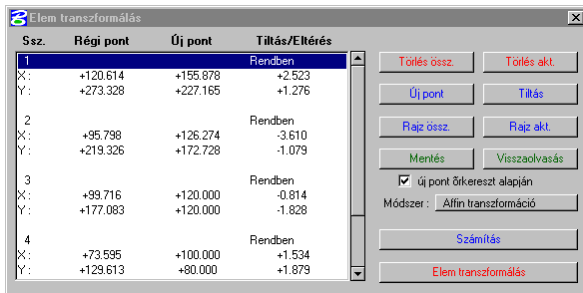 Elem transzformálás
Ssz. Régi pont Új pont Tiltás/Eltérés
1 Rendben
X : +120.614 +155.878 +2.523
Y : +273.328 +227.165 +1.276
2 Rendben
X : +95.798 +126.274 -3.610
Y : +219.326 +172.728 -1.079
3 Rendben
X : +99.716 +120.000 -0.814
Y : +177.083 +120.000 -1.828
4 Rendben
X : +73.595 +100.000 +1.534
Y : +129.613 +80.000 +1.879
Törlés össz. Törlés akt.
Új pont Tiltás
Rajz össz. Rajz akt.
Mentés Visszaolvasás
új pont õrkereszt alapján
Módszer : Affin transzformáció
Számítás
Elem transzformálás